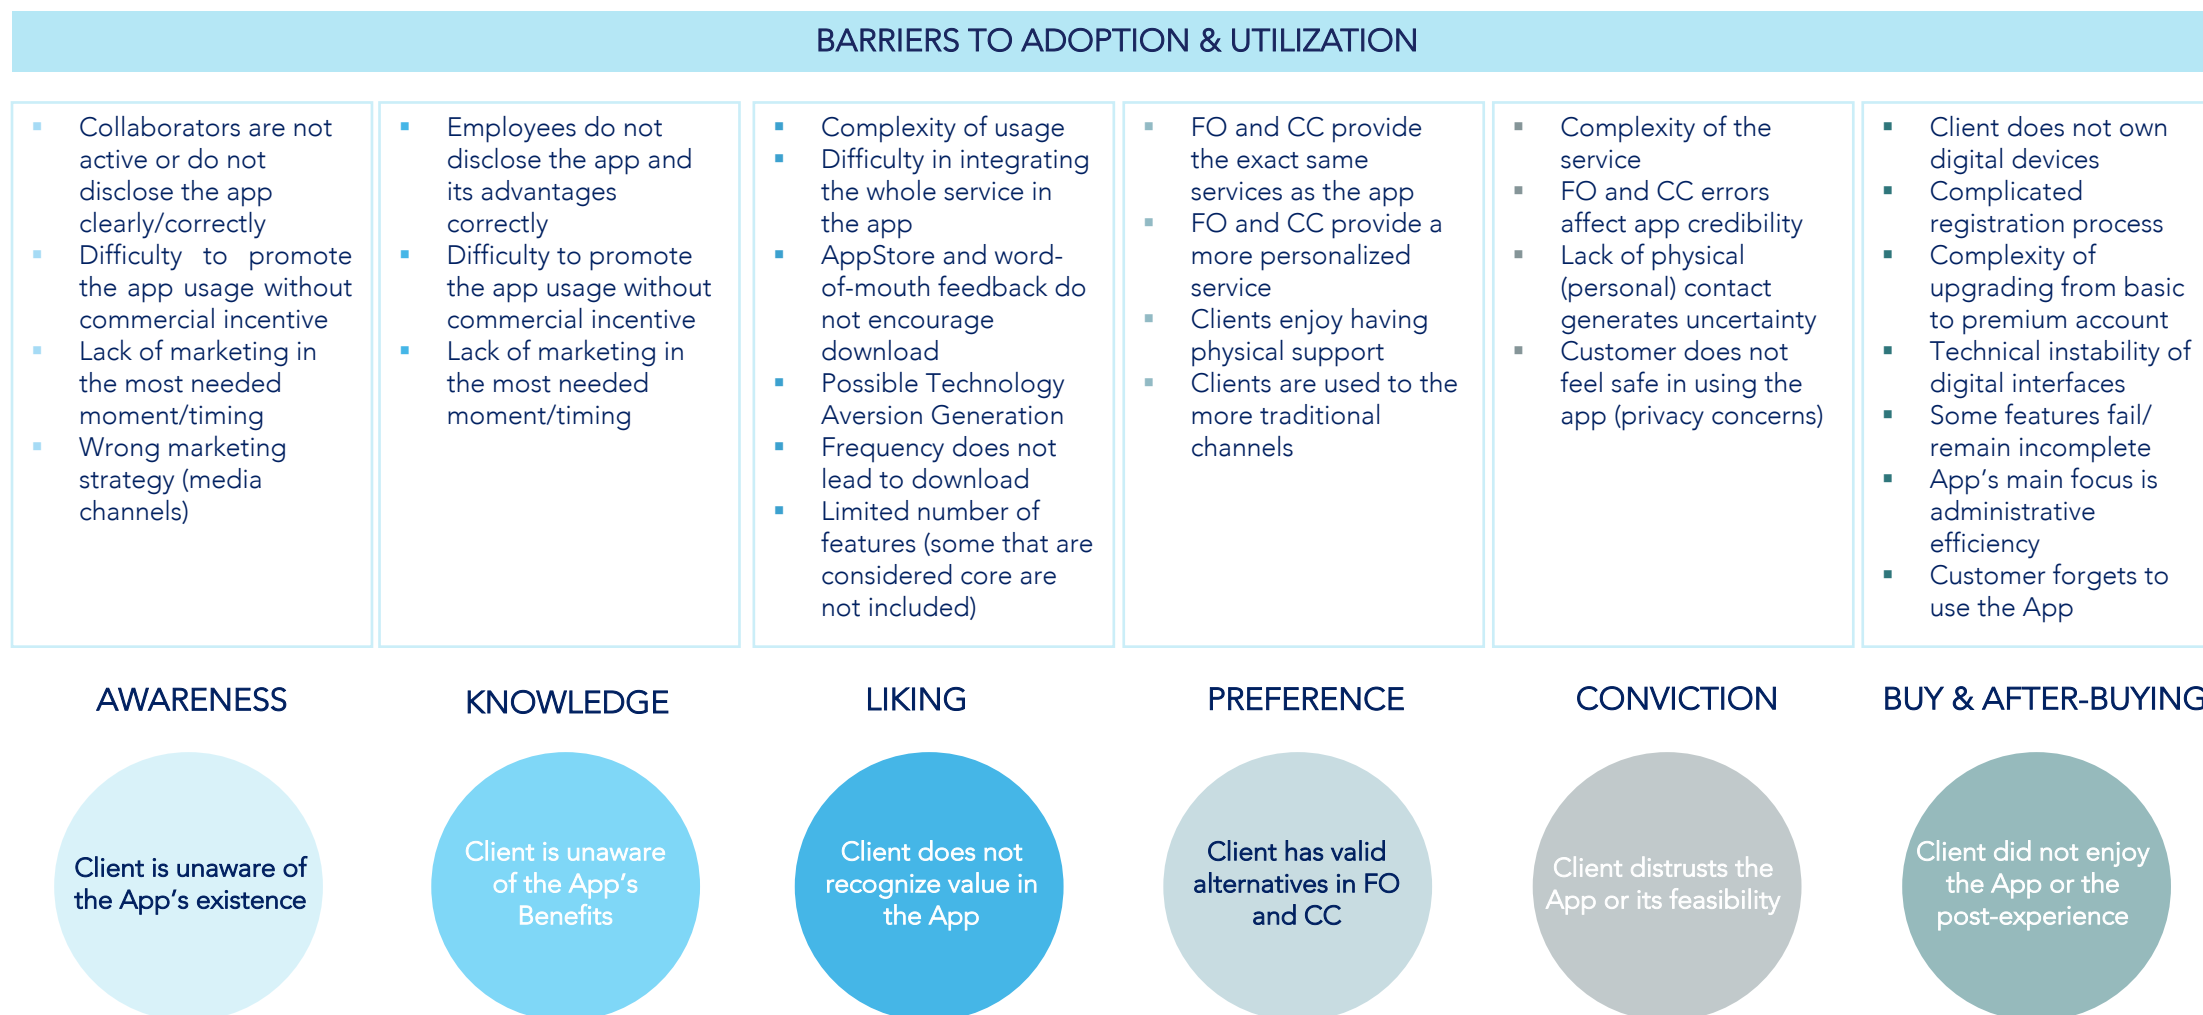 BARRIERS TO ADOPTION & UTILIZATION
Collaborators are not
active or do not
disclose the app
clearly/correctly
Difficulty to promote
the app usage without
commercial incentive
Lack of marketing in
the most needed
moment/timing
Wrong marketing
strategy (media
channels)
Employees do not
disclose the app and
its advantages
correctly
Difficulty to promote
the app usage without
commercial incentive
Lack of marketing in
the most needed
moment/timing
Complexity of usage
Difficulty in integrating
the whole service in
the app
AppStore and word-
of-mouth feedback do
not encourage
download
Possible Technology
Aversion Generation
Frequency does not
lead to download
Limited number of
features (some that are
considered core are
not included)
FO and CC provide
the exact same
services as the app
FO and CC provide a
more personalized
service
Clients enjoy having
physical support
Clients are used to the
more traditional
channels
Complexity of the
service
FO and CC errors
affect app credibility
Lack of physical
(personal) contact
generates uncertainty
Customer does not
feel safe in using the
app (privacy concerns)
Client does not own
digital devices
Complicated
registration process
Complexity of
upgrading from basic
to premium account
Technical instability of
digital interfaces
Some features fail/
remain incomplete
App’s main focus is
administrative
efficiency
Customer forgets to
use the App
AWARENESS
KNOWLEDGE
LIKING
PREFERENCE
CONVICTION
BUY & AFTER-BUYING
Client is unaware of
the App’s existence
Client is unaware
of the App’s
Benefits
Client does not
recognize value in
the App
Client has valid
alternatives in FO
and CC
Client distrusts the
App or its feasibility
Client did not enjoy
the App or the
post-experience